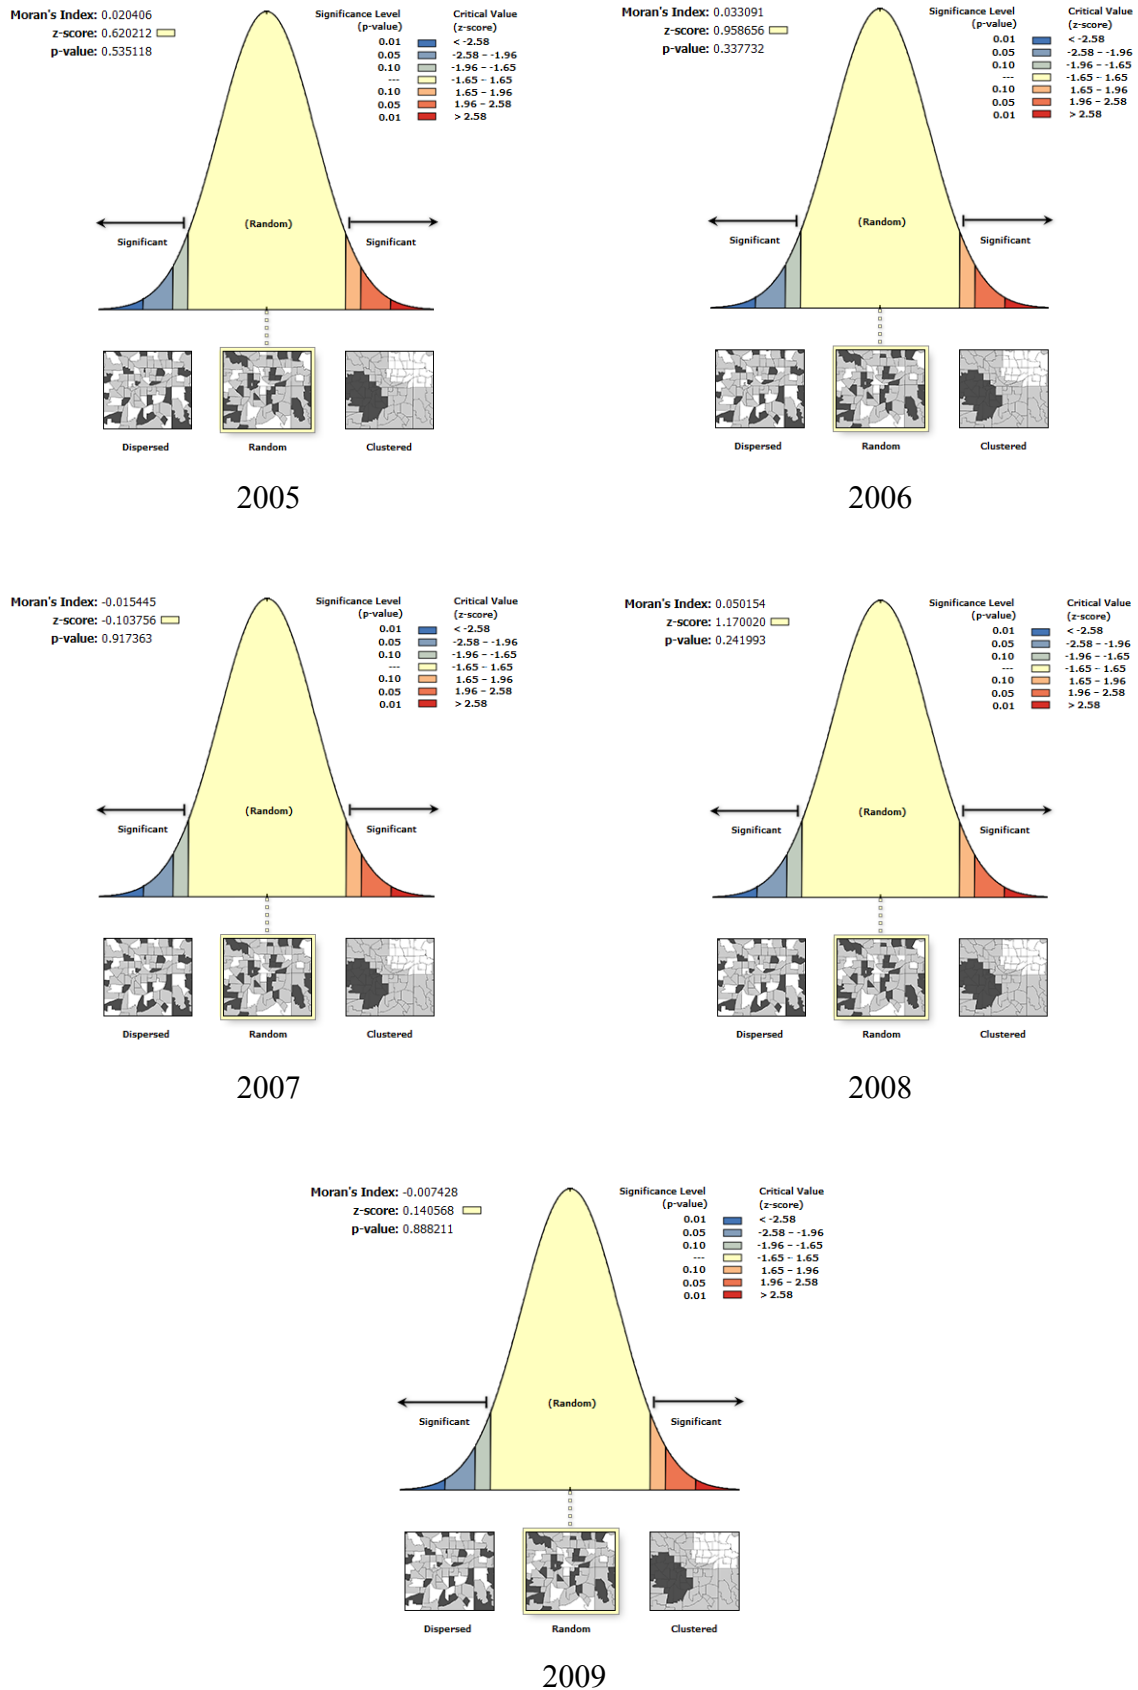 Moran's Index: 0.020406
z-score: 0.620212
p-value: 0.535118
Significance Level (p-value)
Critical Value (z-score)
0.01 < -2.58
0.05 -2.58 - -1.96
0.10 -1.96 - -1.65
--- -1.65 - 1.65
0.10 1.65 - 1.96
0.05 1.96 - 2.58
0.01 > 2.58
(Random)
Significant Significant
Dispersed Random Clustered
2005
Moran's Index: 0.033091
z-score: 0.958656
p-value: 0.337732
Significance Level (p-value)
Critical Value (z-score)
0.01 < -2.58
0.05 -2.58 - -1.96
0.10 -1.96 - -1.65
--- -1.65 - 1.65
0.10 1.65 - 1.96
0.05 1.96 - 2.58
0.01 > 2.58
(Random)
Significant Significant
Dispersed Random Clustered
2006
Moran's Index: -0.015445
z-score: -0.103756
p-value: 0.917363
Significance Level (p-value)
Critical Value (z-score)
0.01 < -2.58
0.05 -2.58 - -1.96
0.10 -1.96 - -1.65
--- -1.65 - 1.65
0.10 1.65 - 1.96
0.05 1.96 - 2.58
0.01 > 2.58
(Random)
Significant Significant
Dispersed Random Clustered
2007
Moran's Index: 0.050154
z-score: 1.170020
p-value: 0.241993
Significance Level (p-value)
Critical Value (z-score)
0.01 < -2.58
0.05 -2.58 - -1.96
0.10 -1.96 - -1.65
--- -1.65 - 1.65
0.10 1.65 - 1.96
0.05 1.96 - 2.58
0.01 > 2.58
(Random)
Significant Significant
Dispersed Random Clustered
2008
Moran's Index: -0.007428
z-score: 0.140568
p-value: 0.888211
Significance Level (p-value)
Critical Value (z-score)
0.01 < -2.58
0.05 -2.58 - -1.96
0.10 -1.96 - -1.65
--- -1.65 - 1.65
0.10 1.65 - 1.96
0.05 1.96 - 2.58
0.01 > 2.58
(Random)
Significant Significant
Dispersed Random Clustered
2009